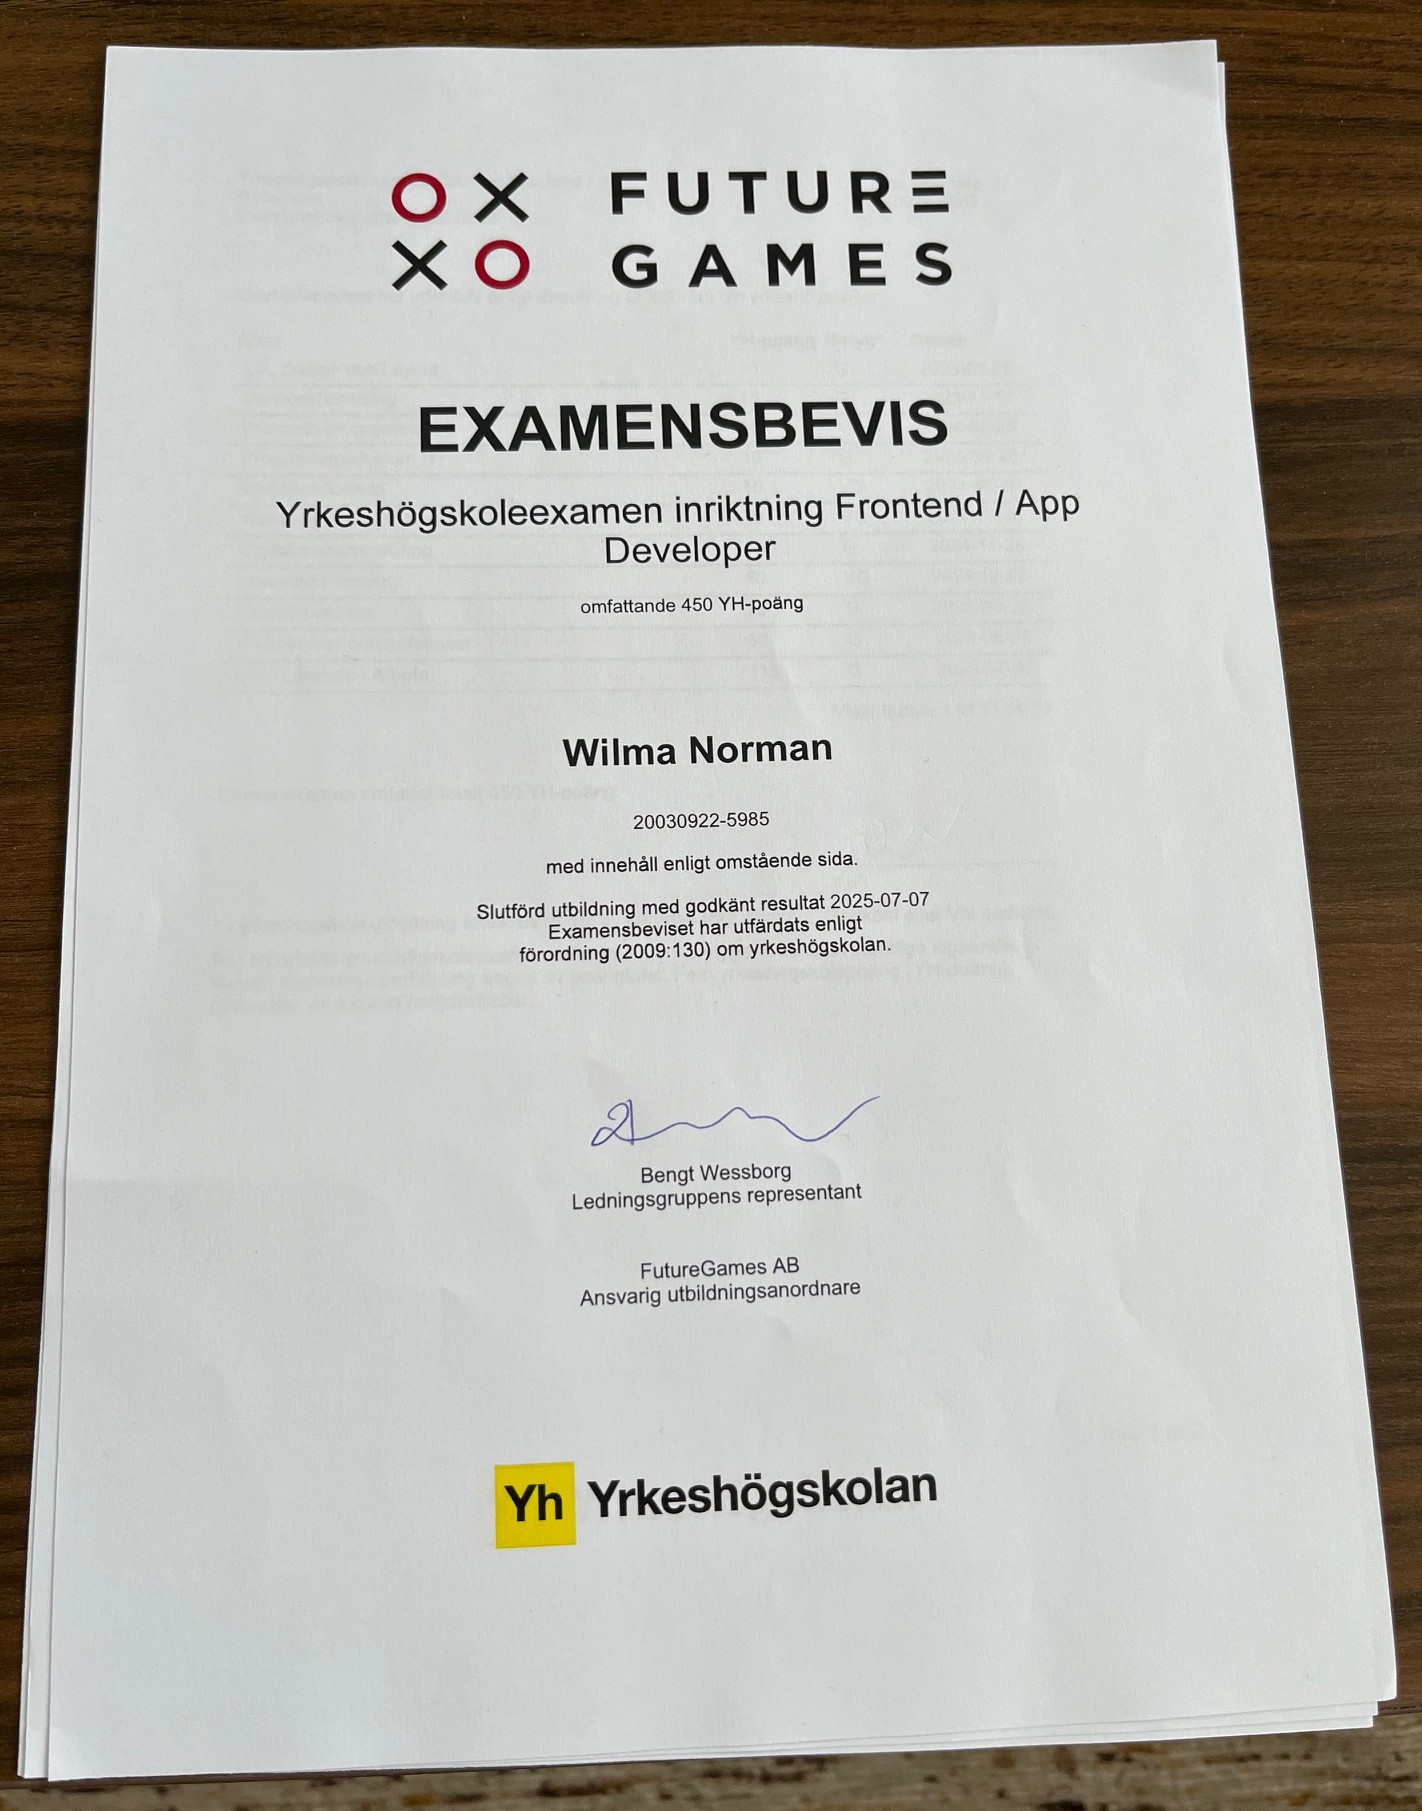 FUTURE
GAMES
EXAMENSBEVIS
Yrkeshögskoleexamen inriktning Frontend / App
Developer
omfattande 450 YH-poäng
Wilma Norman
20030922-5985
med innehåll enligt omstående sida.
Slutförd utbildning med godkänt resultat 2025-07-07
Examensbeviset har utfärdats enligt
förordning (2009:130) om yrkeshögskolan.
Bengt Wessborg
Ledningsgruppens representant
FutureGames AB
Ansvarig utbildningsanordnare
Yh Yrkeshögskolan